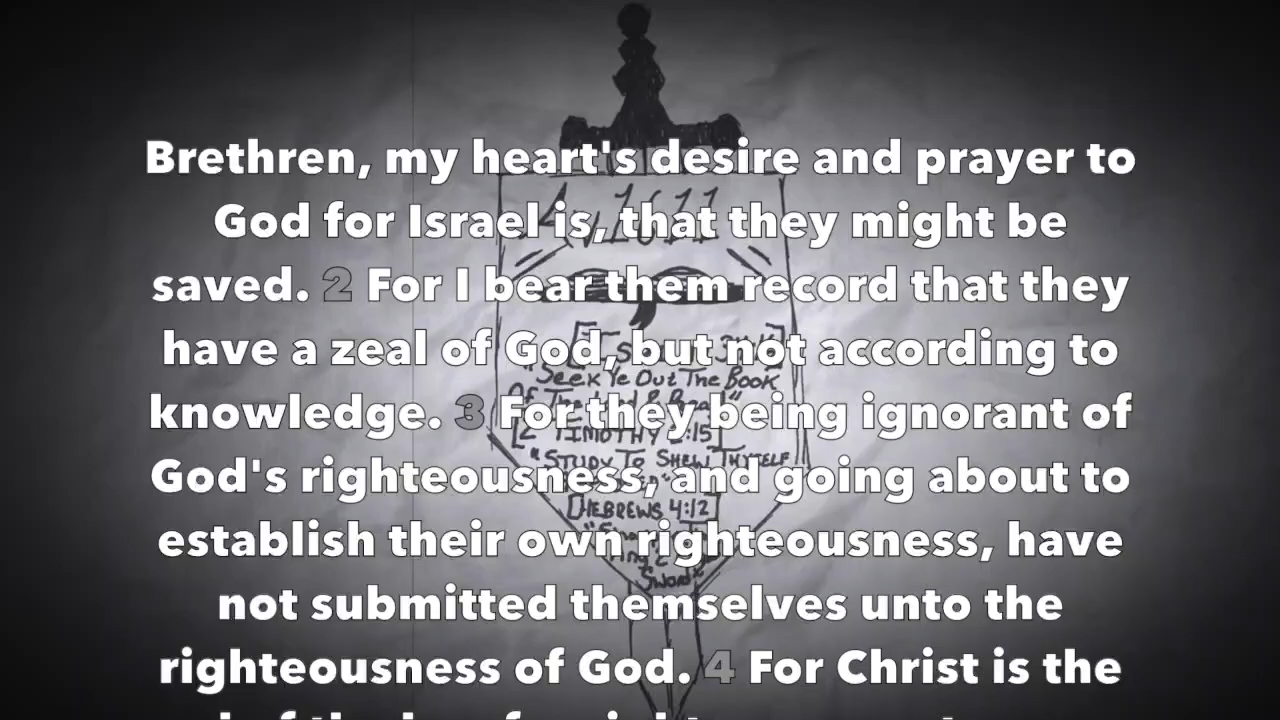 Brethren, my heart's desire and prayer to
God for Israel is, that they might be
saved. 2 For I bear them record that they
have a zeal of God, but not according to
knowledge. 3 For they being ignorant of
God's righteousness, and going about to
establish their own righteousness, have
not submitted themselves unto the
righteousness of God. 4 For Christ is the
1611
"Seek Ye Out The Book
TIMOTHY :15]
"STUDY To SHEW THYSELF
[HEBREWS 4:12]
Sword"